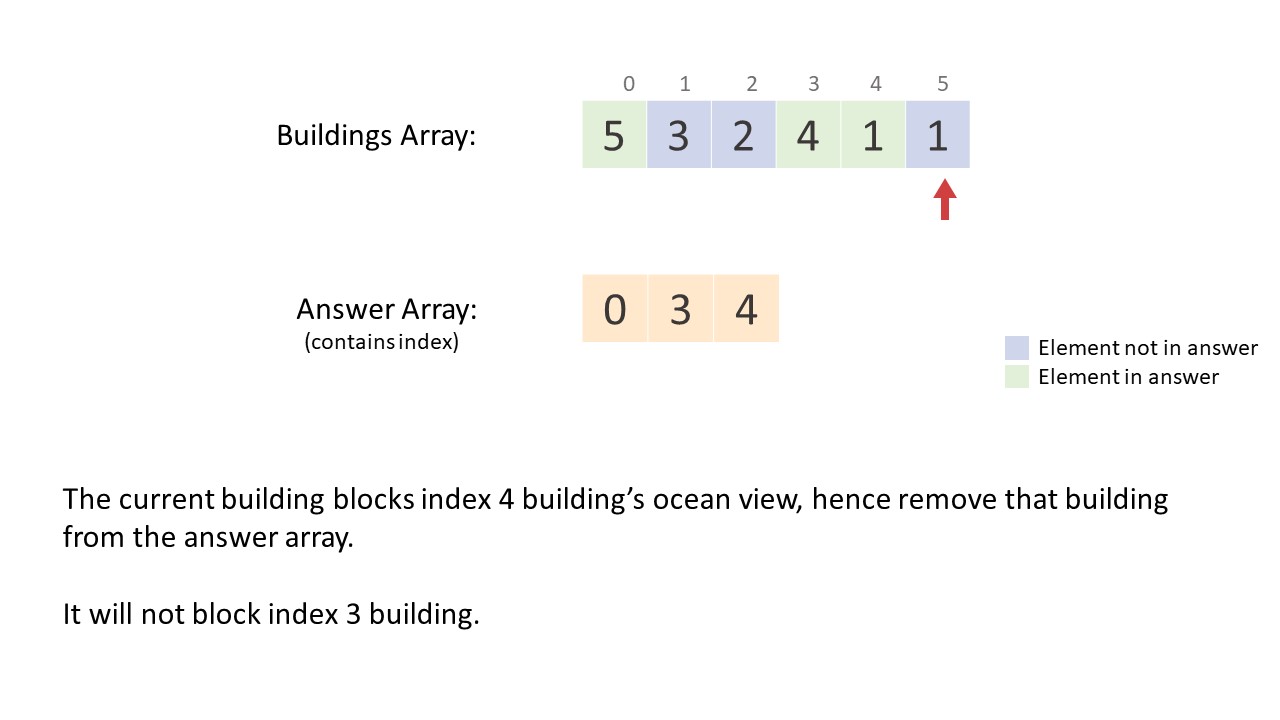 0 1 2 3 4 5
Buildings Array: 5 3 2 4 1 1
Answer Array: 0 3 4
(contains index)
Element not in answer
Element in answer
The current building blocks index 4 building’s ocean view, hence remove that building
from the answer array.
It will not block index 3 building.